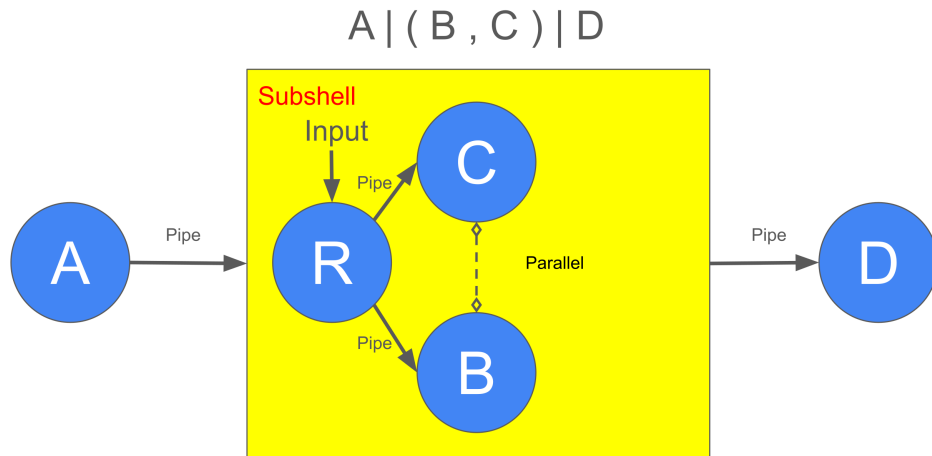 A | ( B , C ) | D
Subshell
Input
C
Pipe
Pipe
Pipe
A
R
Parallel
D
Pipe
B